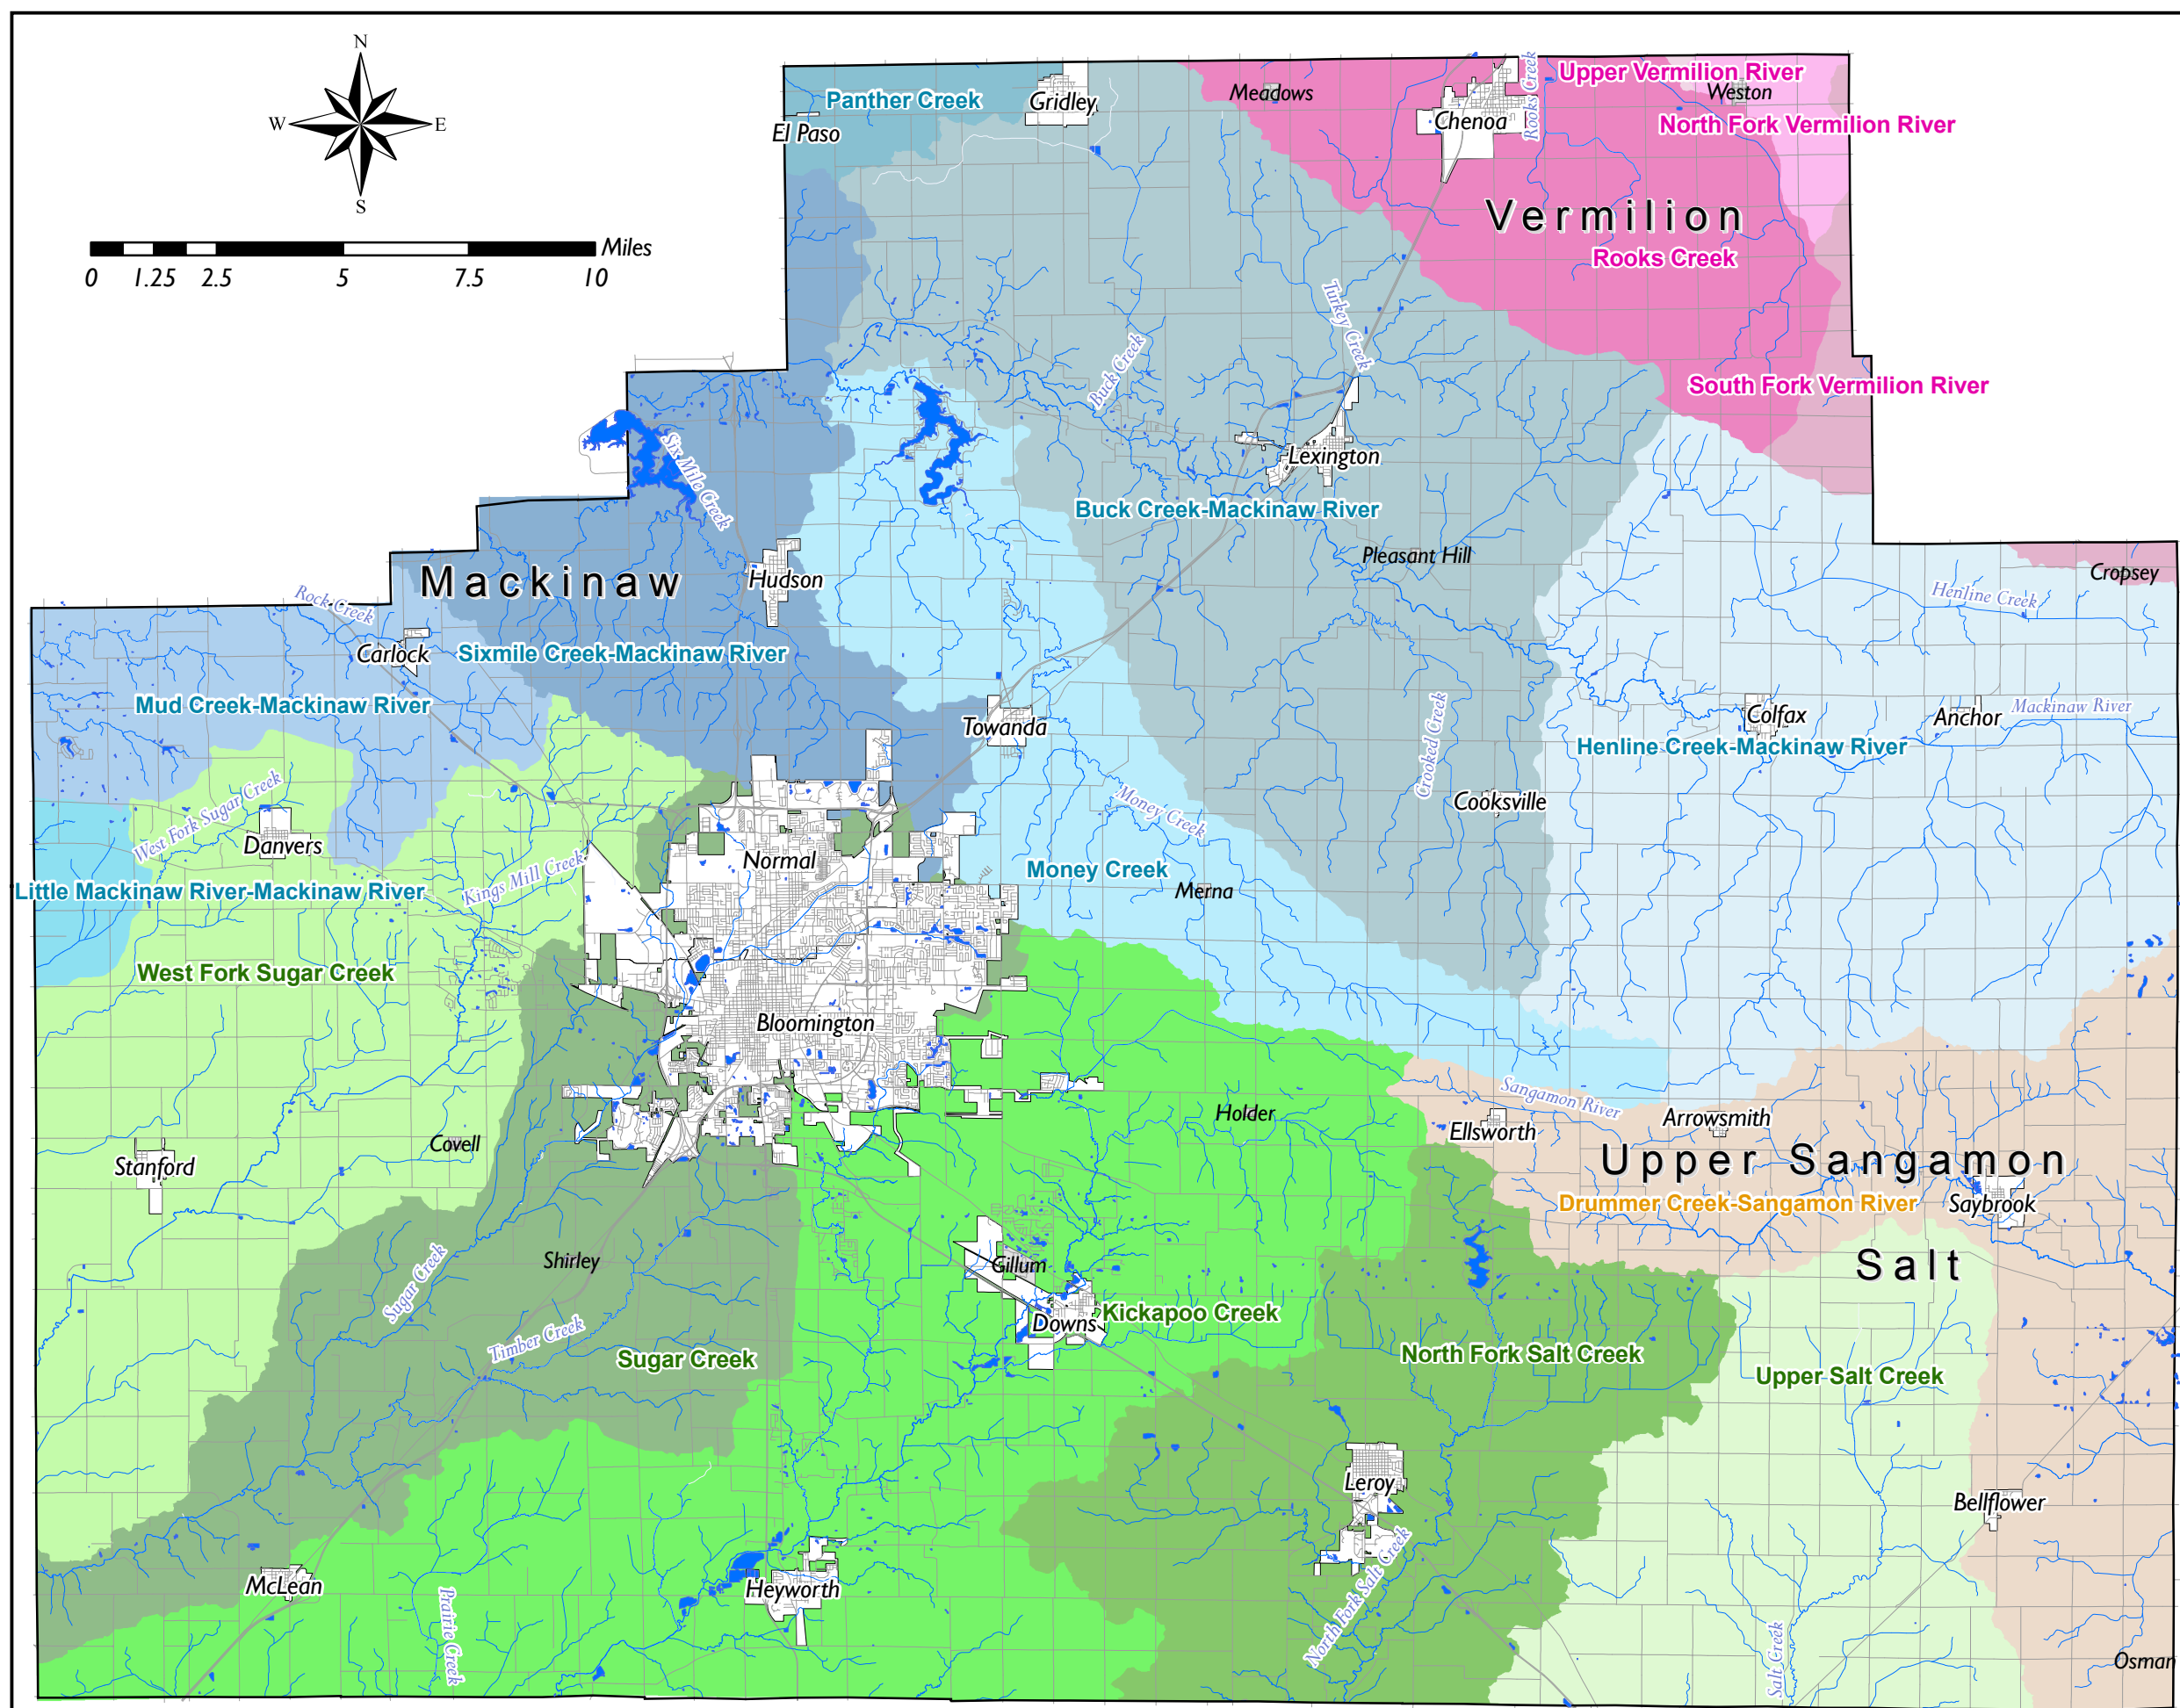 N
W
E
S
Miles
0
1.25
2.5
5
7.5
10
Panther Creek
El Paso
Gridley
Meadows
Chenoa
Rooks Creek
Upper Vermilion River
Weston
North Fork Vermilion River
Vermilion
Rooks Creek
Turkey Creek
Buck Creek
South Fork Vermilion River
Six Mile Creek
Lexington
Buck Creek-Mackinaw River
Pleasant Hill
Mackinaw
Hudson
Cropsey
Henline Creek
Rock Creek
Carlock
Sixmile Creek-Mackinaw River
Mud Creek-Mackinaw River
Towanda
Crooked Creek
Colfax
Anchor
Mackinaw River
Henline Creek-Mackinaw River
West Fork Sugar Creek
Danvers
Money Creek
Cooksville
Normal
Kings Mill Creek
Money Creek
Merna
Little Mackinaw River-Mackinaw River
West Fork Sugar Creek
Bloomington
Sangamon River
Holder
Ellsworth
Arrowsmith
Covell
Stanford
Upper Sangamon
Drummer Creek-Sangamon River
Saybrook
Shirley
Gillum
Salt
Sugar Creek
Timber Creek
Downs
Kickapoo Creek
Sugar Creek
North Fork Salt Creek
Upper Salt Creek
Leroy
Bellflower
McLean
Heyworth
Prairie Creek
North Fork Salt Creek
Salt Creek
Osman